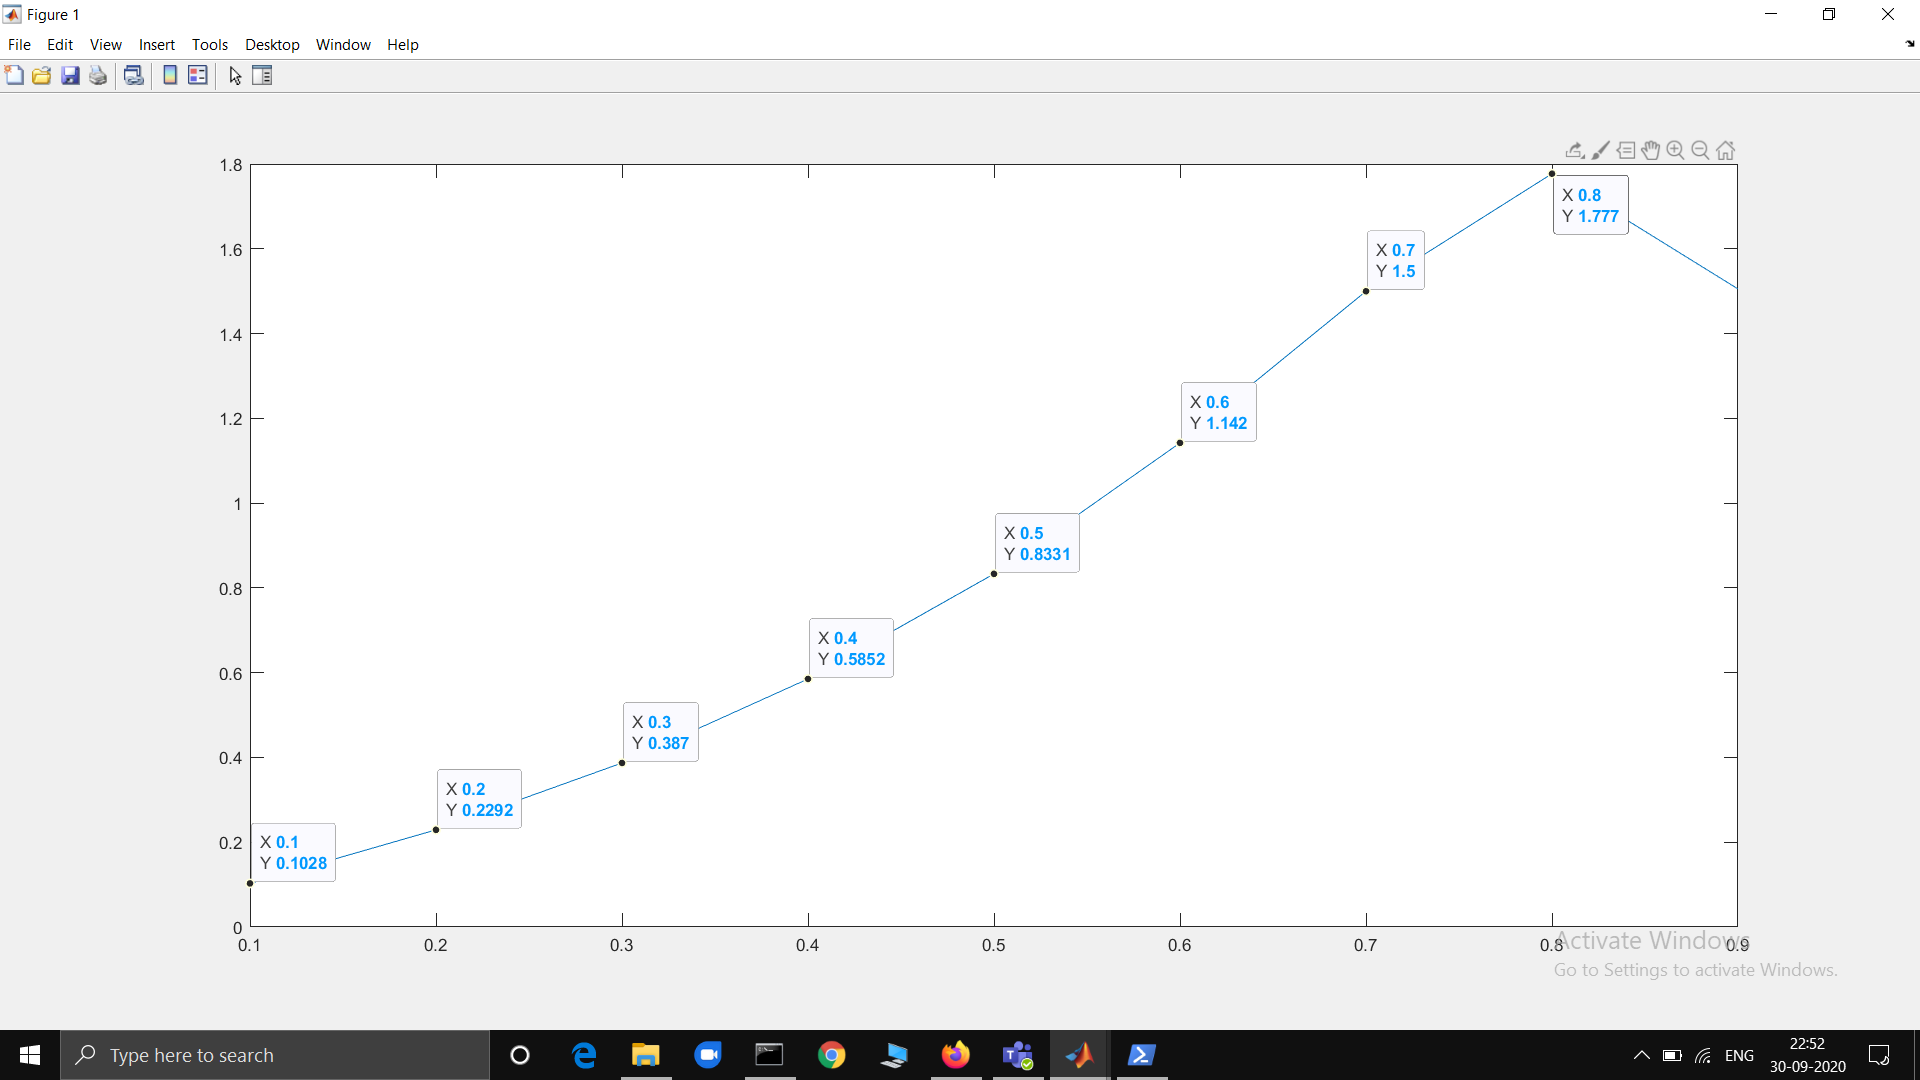 Figure 1
File Edit View Insert Tools Desktop Window Help
1.8
1.6
1.4
1.2
1
0.8
0.6
0.4
0.2
0
X 0.1
Y 0.1028
X 0.2
Y 0.2292
X 0.3
Y 0.387
X 0.4
Y 0.5852
X 0.5
Y 0.8331
X 0.6
Y 1.142
X 0.7
Y 1.5
X 0.8
Y 1.777
0.1 0.2 0.3 0.4 0.5 0.6 0.7 0.8 0.9
Activate Windows
Go to Settings to activate Windows.
Type here to search
ENG
22:52
30-09-2020